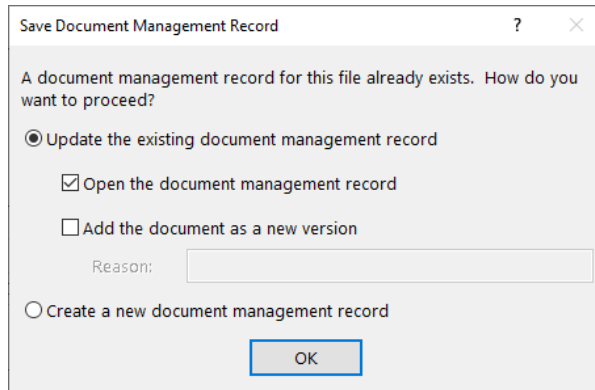 Save Document Management Record ?
A document management record for this file already exists.  How do you
want to proceed?
Update the existing document management record
Open the document management record
Add the document as a new version
Reason:
Create a new document management record
OK